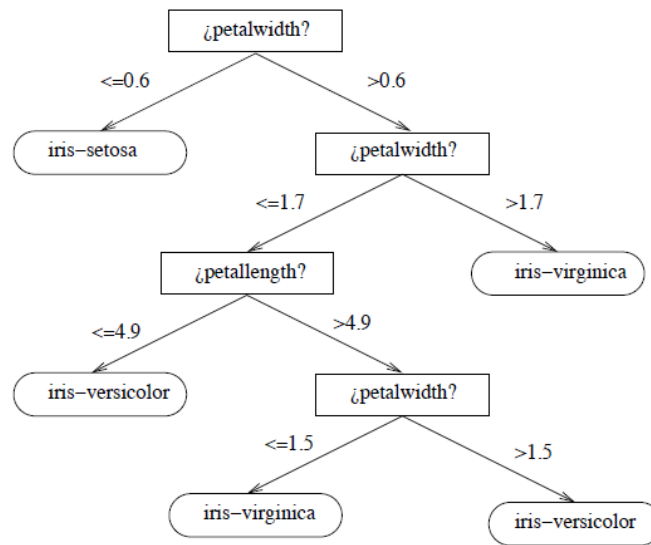 ¿petalwidth?
<=0.6
>0.6
iris−setosa
¿petalwidth?
<=1.7
>1.7
¿petallength?
iris−virginica
<=4.9
>4.9
iris−versicolor
¿petalwidth?
<=1.5
>1.5
iris−virginica
iris−versicolor